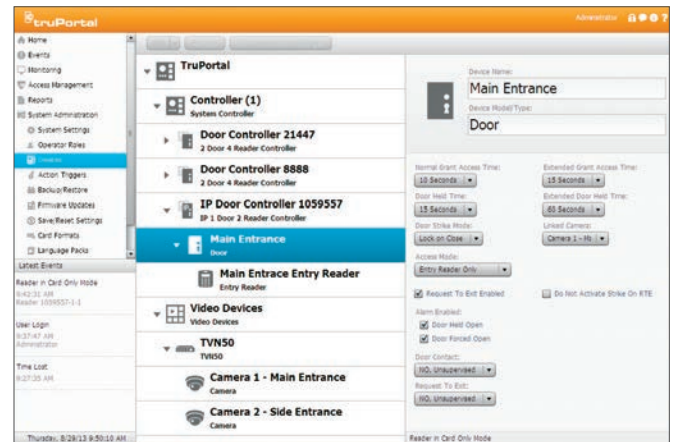 truPortal
Administrator
Home
Events
Monitoring
Access Management
Reports
System Administration
System Settings
Operator Roles
Devices
Action Triggers
Backup/Restore
Firmware Updates
Save/Reset Settings
Card Formats
Language Packs
Latest Events
Reader in Card Only Mode
9:42:31 AM
Reader 1059557-1-1
User Login
9:37:47 AM
Administrator
Time Lost
9:37:35 AM
Thursday, 8/29/13 9:50:10 AM
TruPortal
Controller (1)
System Controller
Door Controller 21447
2 Door 4 Reader Controller
Door Controller 8888
2 Door 4 Reader Controller
IP Door Controller 1059557
IP 1 Door 2 Reader Controller
Main Entrance
Door
Main Entrace Entry Reader
Entry Reader
Video Devices
Video Devices
TVN50
TVN50
Camera 1 - Main Entrance
Camera
Camera 2 - Side Entrance
Camera
Device Name:
Main Entrance
Device Model/Type:
Door
Normal Grant Access Time:
Extended Grant Access Time:
10 Seconds
15 Seconds
Door Held Time:
Extended Door Held Time:
15 Seconds
60 Seconds
Door Strike Mode:
Linked Camera:
Lock on Close
Camera 1 - M
Access Mode:
Entry Reader Only
Request To Exit Enabled
Do Not Activate Strike On RTE
Alarm Enabled:
Door Held Open
Door Forced Open
Door Contact:
NO, Unsupervised
Request To Exit:
NO, Unsupervised
Reader in Card Only Mode